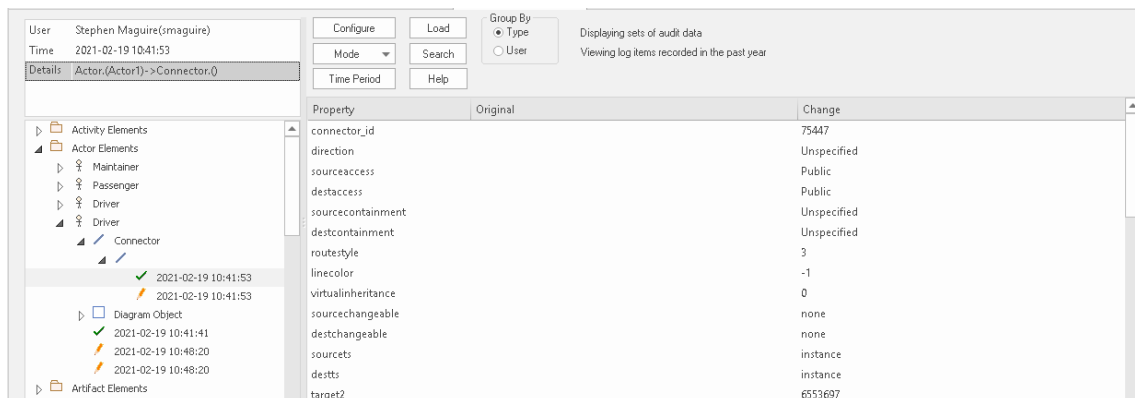 User Stephen Maguire(smaguire)
Time 2021-02-19 10:41:53
Details Actor.(Actor1)->Connector.()
Configure Load
Mode Search
Time Period Help
Group By
Type
User
Displaying sets of audit data
Viewing log items recorded in the past year
Activity Elements
Actor Elements
Maintainer
Passenger
Driver
Driver
Connector
2021-02-19 10:41:53
2021-02-19 10:41:53
Diagram Object
2021-02-19 10:41:41
2021-02-19 10:48:20
2021-02-19 10:48:20
Artifact Elements
Property Original Change
connector_id 75447
direction Unspecified
sourceaccess Public
destaccess Public
sourcecontainment Unspecified
destcontainment Unspecified
routestyle 3
linecolor -1
virtualinheritance 0
sourcechangeable none
destchangeable none
sourcets instance
destts instance
target2 6553697